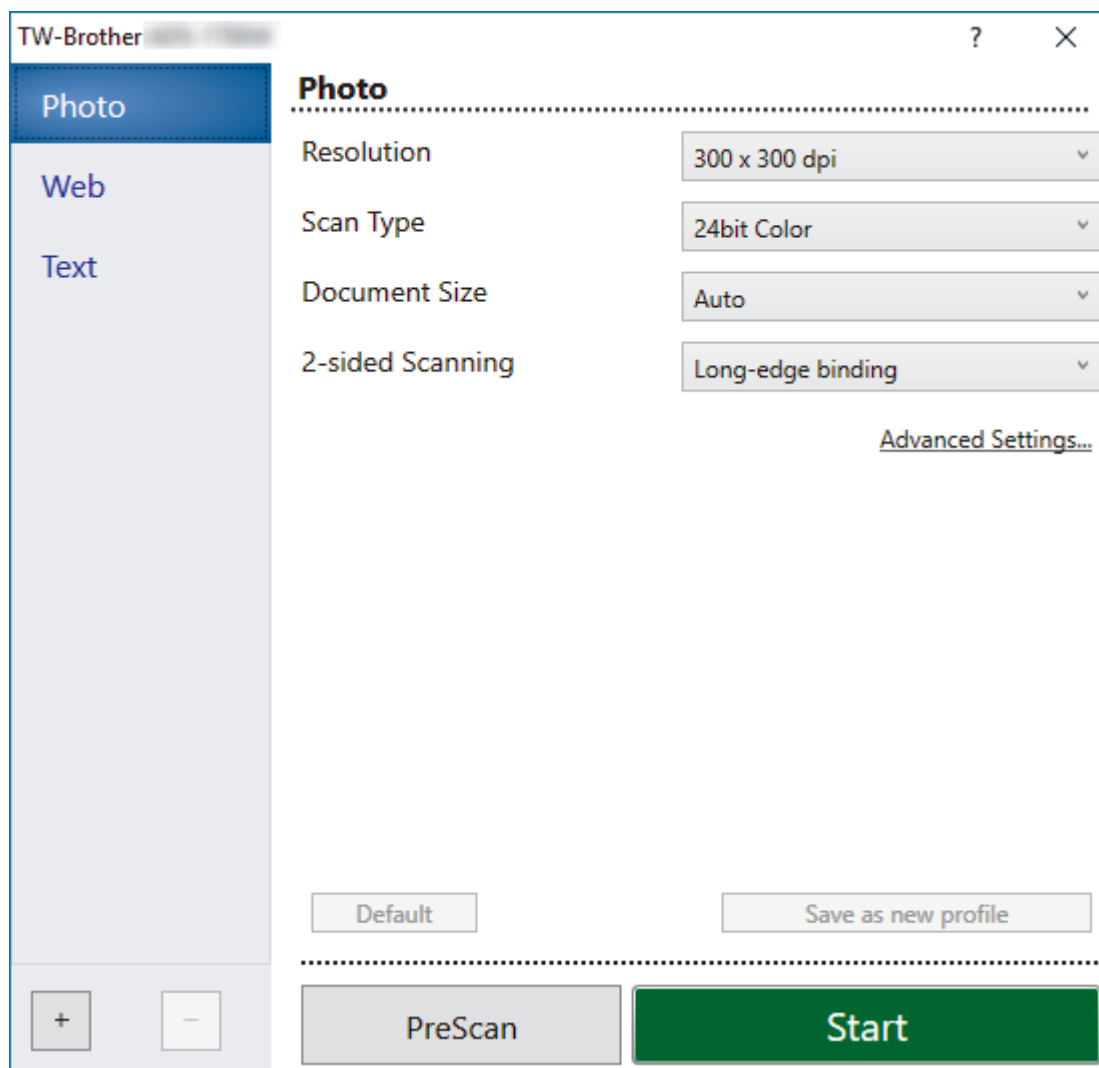 TW-Brother
?
Photo
Web
Text
Photo
Resolution
300 x 300 dpi
Scan Type
24bit Color
Document Size
Auto
2-sided Scanning
Long-edge binding
Advanced Settings...
Default
Save as new profile
+
−
PreScan
Start